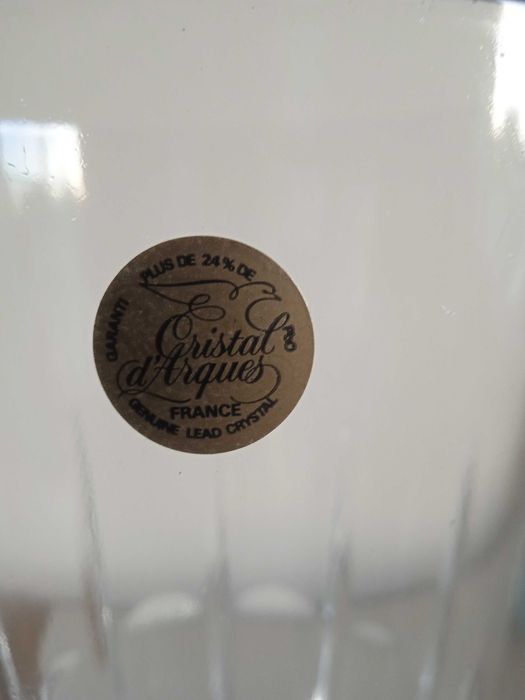 GARANTI PLUS DE 24% DE PbO
Cristal
d'Arques
FRANCE
GENUINE LEAD CRYSTAL